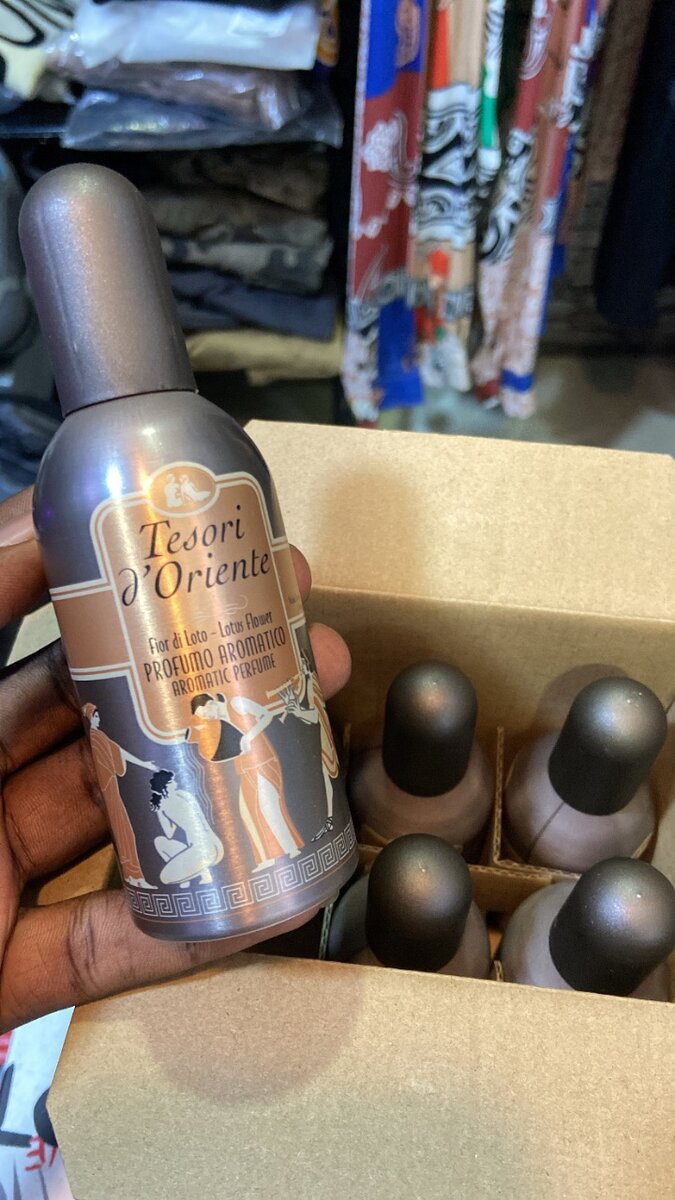 Tesori
d'Oriente
Fior di Loto - Lotus Flower
PROFUMO AROMATICO
AROMATIC PERFUME